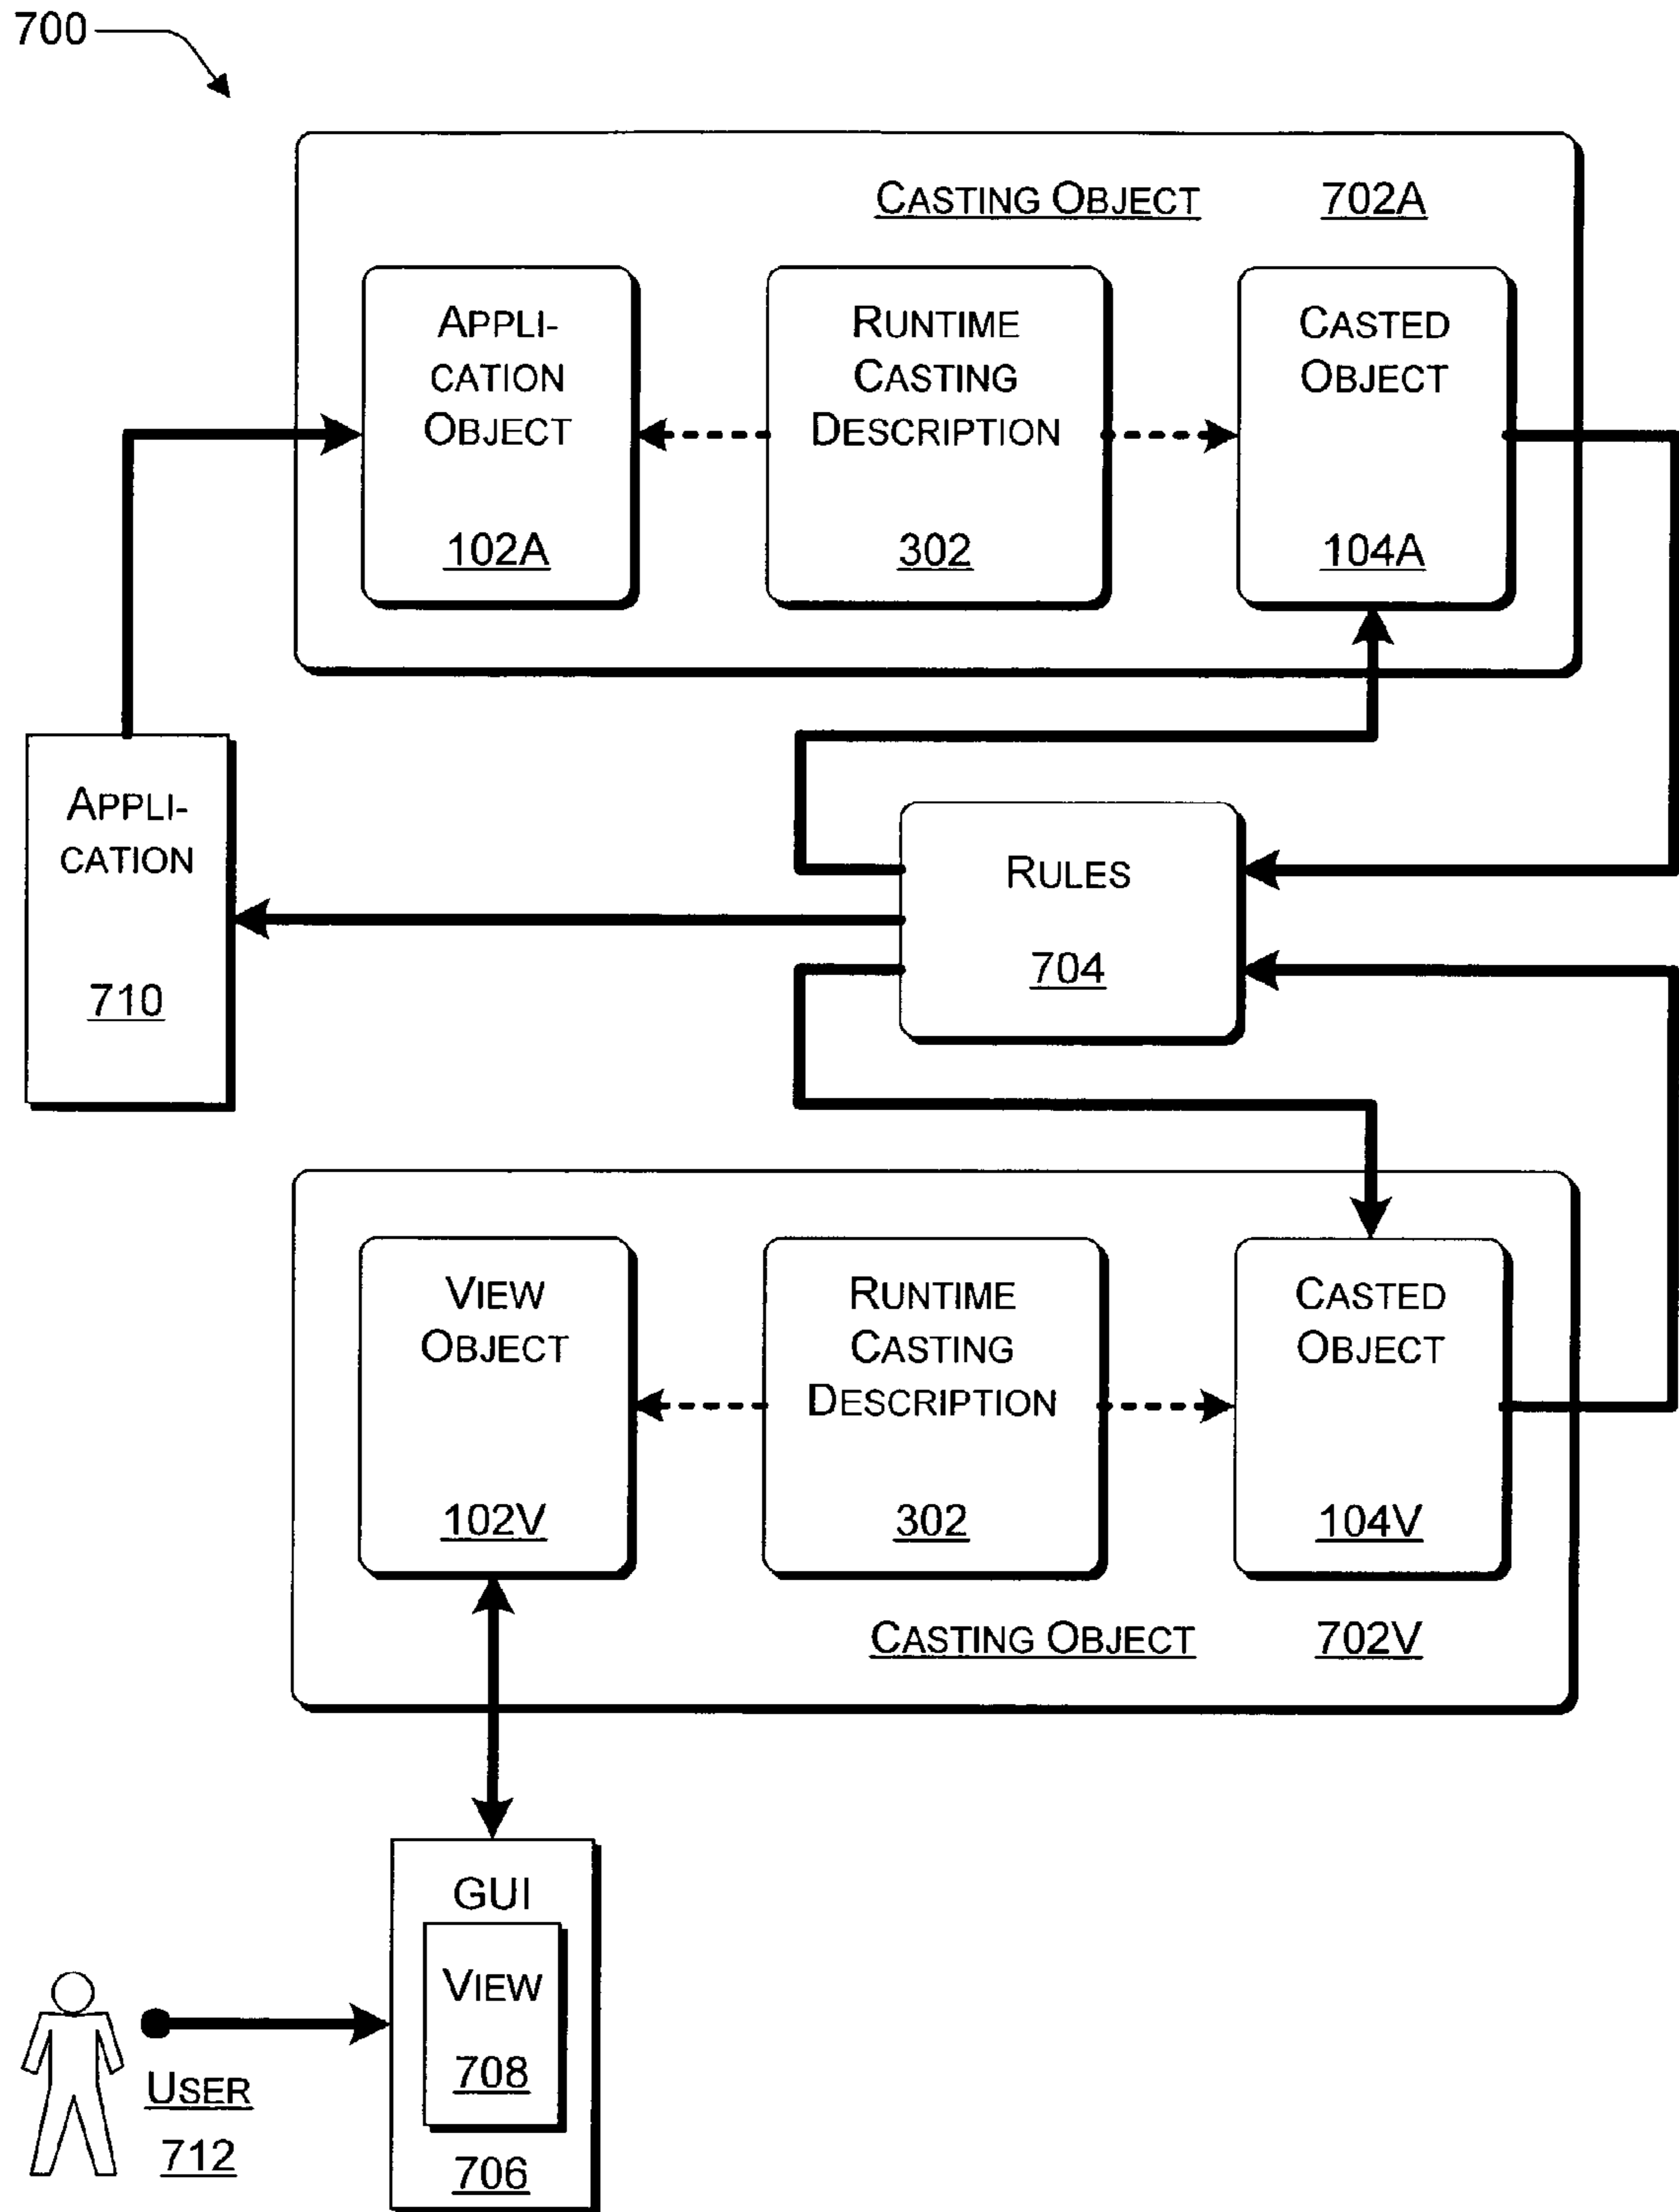 700
CASTING OBJECT 702A
APPLI-
CATION
OBJECT
102A
RUNTIME
CASTING
DESCRIPTION
302
CASTED
OBJECT
104A
APPLI-
CATION
710
RULES
704
VIEW
OBJECT
102V
RUNTIME
CASTING
DESCRIPTION
302
CASTED
OBJECT
104V
CASTING OBJECT 702V
GUI
VIEW
708
706
USER
712